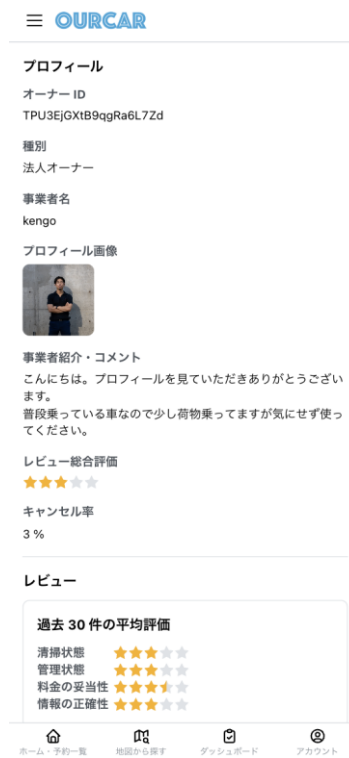 OURCAR
プロフィール
オーナー ID
TPU3EjGXtB9qgRa6L7Zd
種別
法人オーナー
事業者名
kengo
プロフィール画像
事業者紹介・コメント
こんにちは。プロフィールを見ていただきありがとうござい
ます。
普段乗っている車なので少し荷物乗ってますが気にせず使っ
てください。
レビュー総合評価
キャンセル率
3 %
レビュー
過去 30 件の平均評価
清掃状態
管理状態
料金の妥当性
情報の正確性
ホーム・予約一覧 地図から探す ダッシュボード アカウント